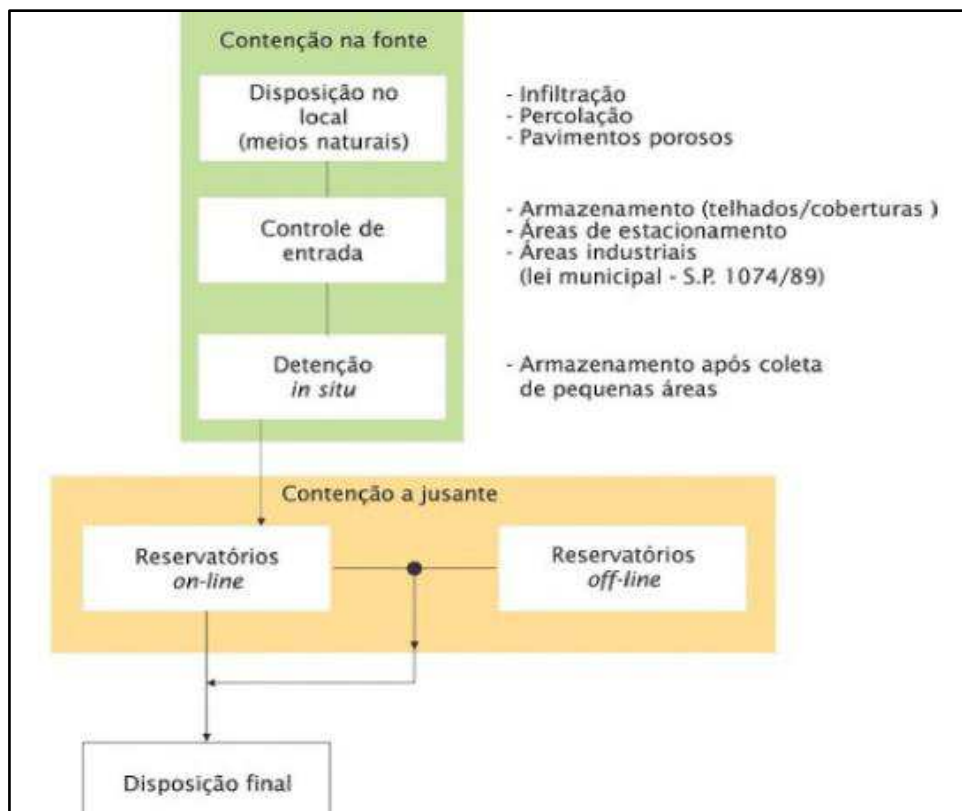 Contenção na fonte
Disposição no
local
(meios naturais)
- Infiltração
- Percolação
- Pavimentos porosos
Controle de
entrada
- Armazenamento (telhados/coberturas )
- Áreas de estacionamento
- Áreas industriais
(lei municipal - S.P. 1074/89)
Detenção
in situ
- Armazenamento após coleta
de pequenas áreas
Contenção a jusante
Reservatórios
on-line
Reservatórios
off-line
Disposição final